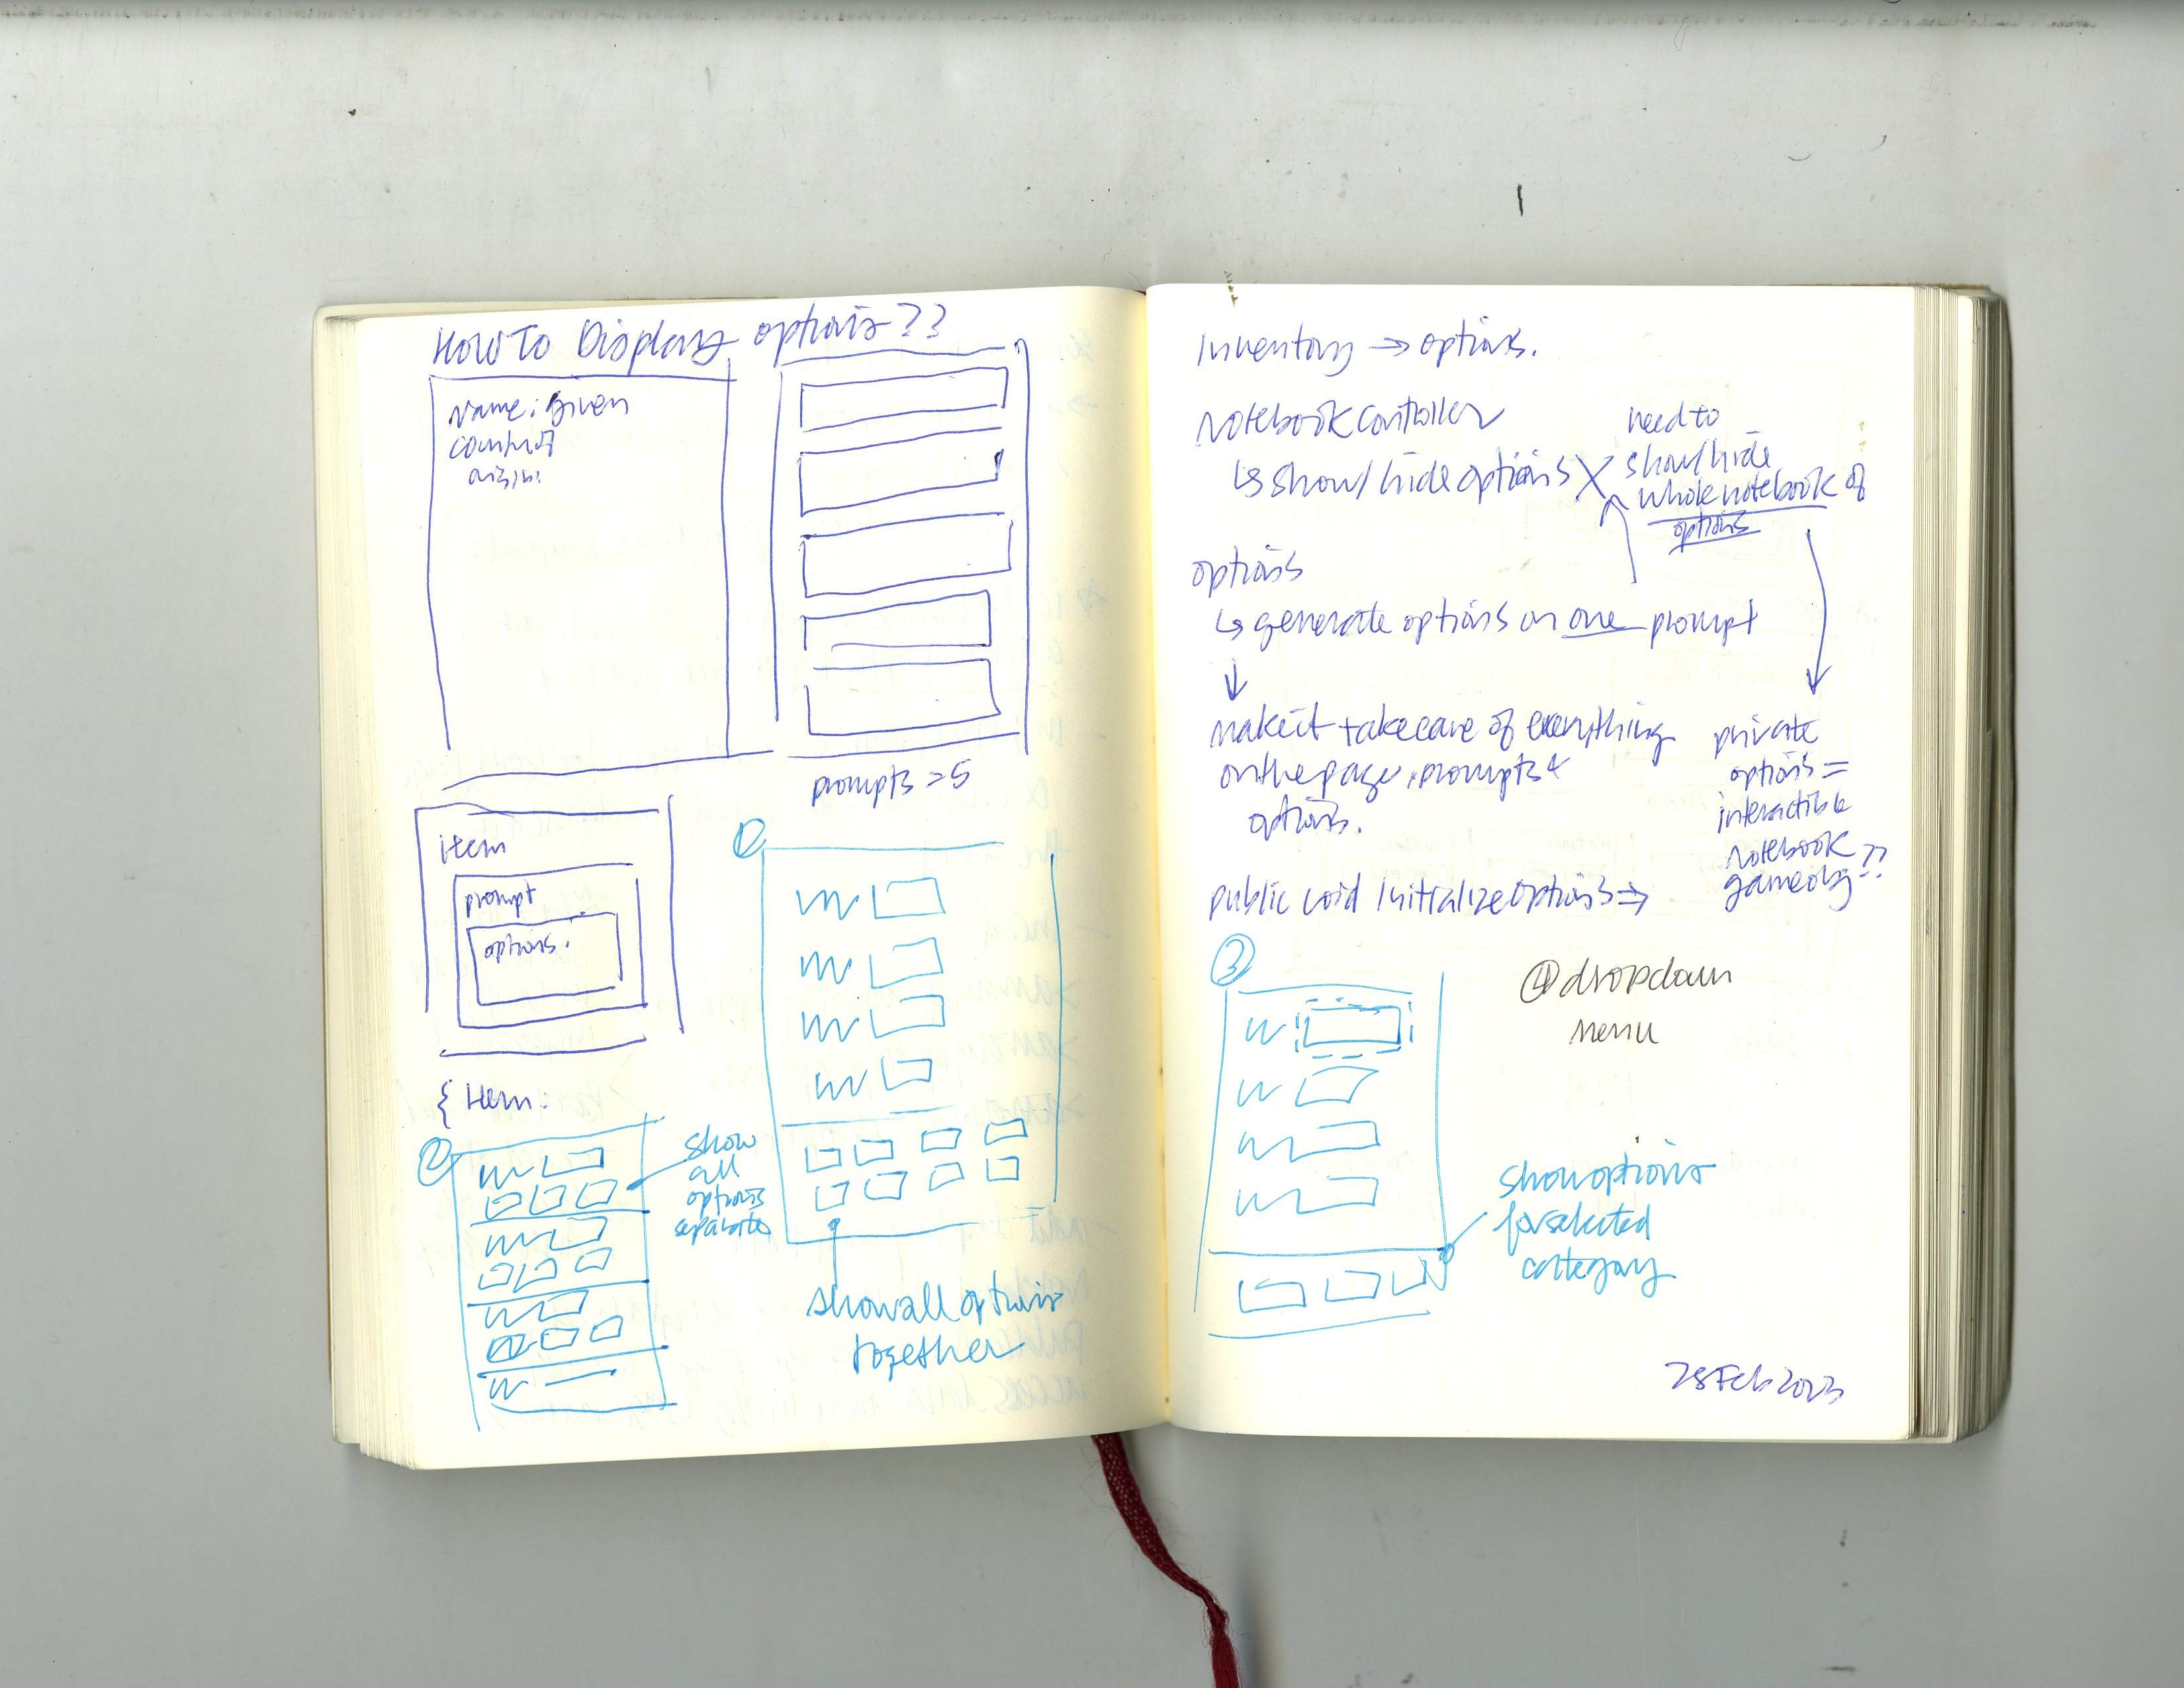 How To Display options??
Name: given
country
origin:
prompts = 5
item
prompt
options.
{ Item:
①
②
show
all
options
separate
show all options
together
Inventory → options.
Notebook Controller
↳ show/hide options X
need to
show/hide
whole notebook of
options
options
↳ generate options on one prompt
↓
make it take care of everything
on the page, prompts &
options.
private
options =
interactible
notebook
gameobj ??
public void InitializeOptions ⇒
③
④ dropdown
menu
show options
for selected
category
28 Feb 2023